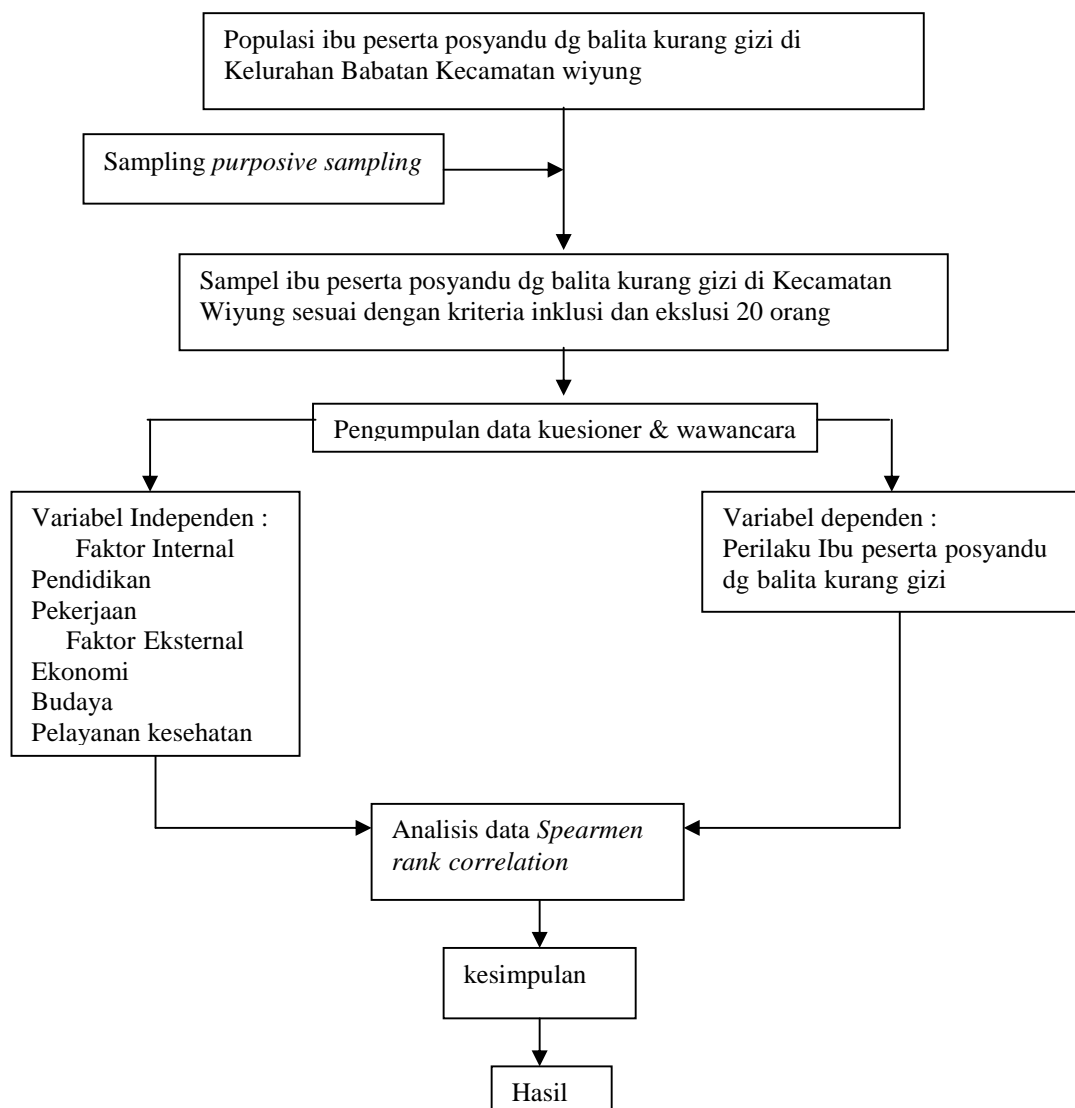 Populasi ibu peserta posyandu dg balita kurang gizi di
Kelurahan Babatan Kecamatan wiyung
Sampling purposive sampling
Sampel ibu peserta posyandu dg balita kurang gizi di Kecamatan
Wiyung sesuai dengan kriteria inklusi dan ekslusi 20 orang
Pengumpulan data kuesioner & wawancara
Variabel Independen :
Faktor Internal
Pendidikan
Pekerjaan
Faktor Eksternal
Ekonomi
Budaya
Pelayanan kesehatan
Variabel dependen :
Perilaku Ibu peserta posyandu
dg balita kurang gizi
Analisis data Spearmen
rank correlation
kesimpulan
Hasil